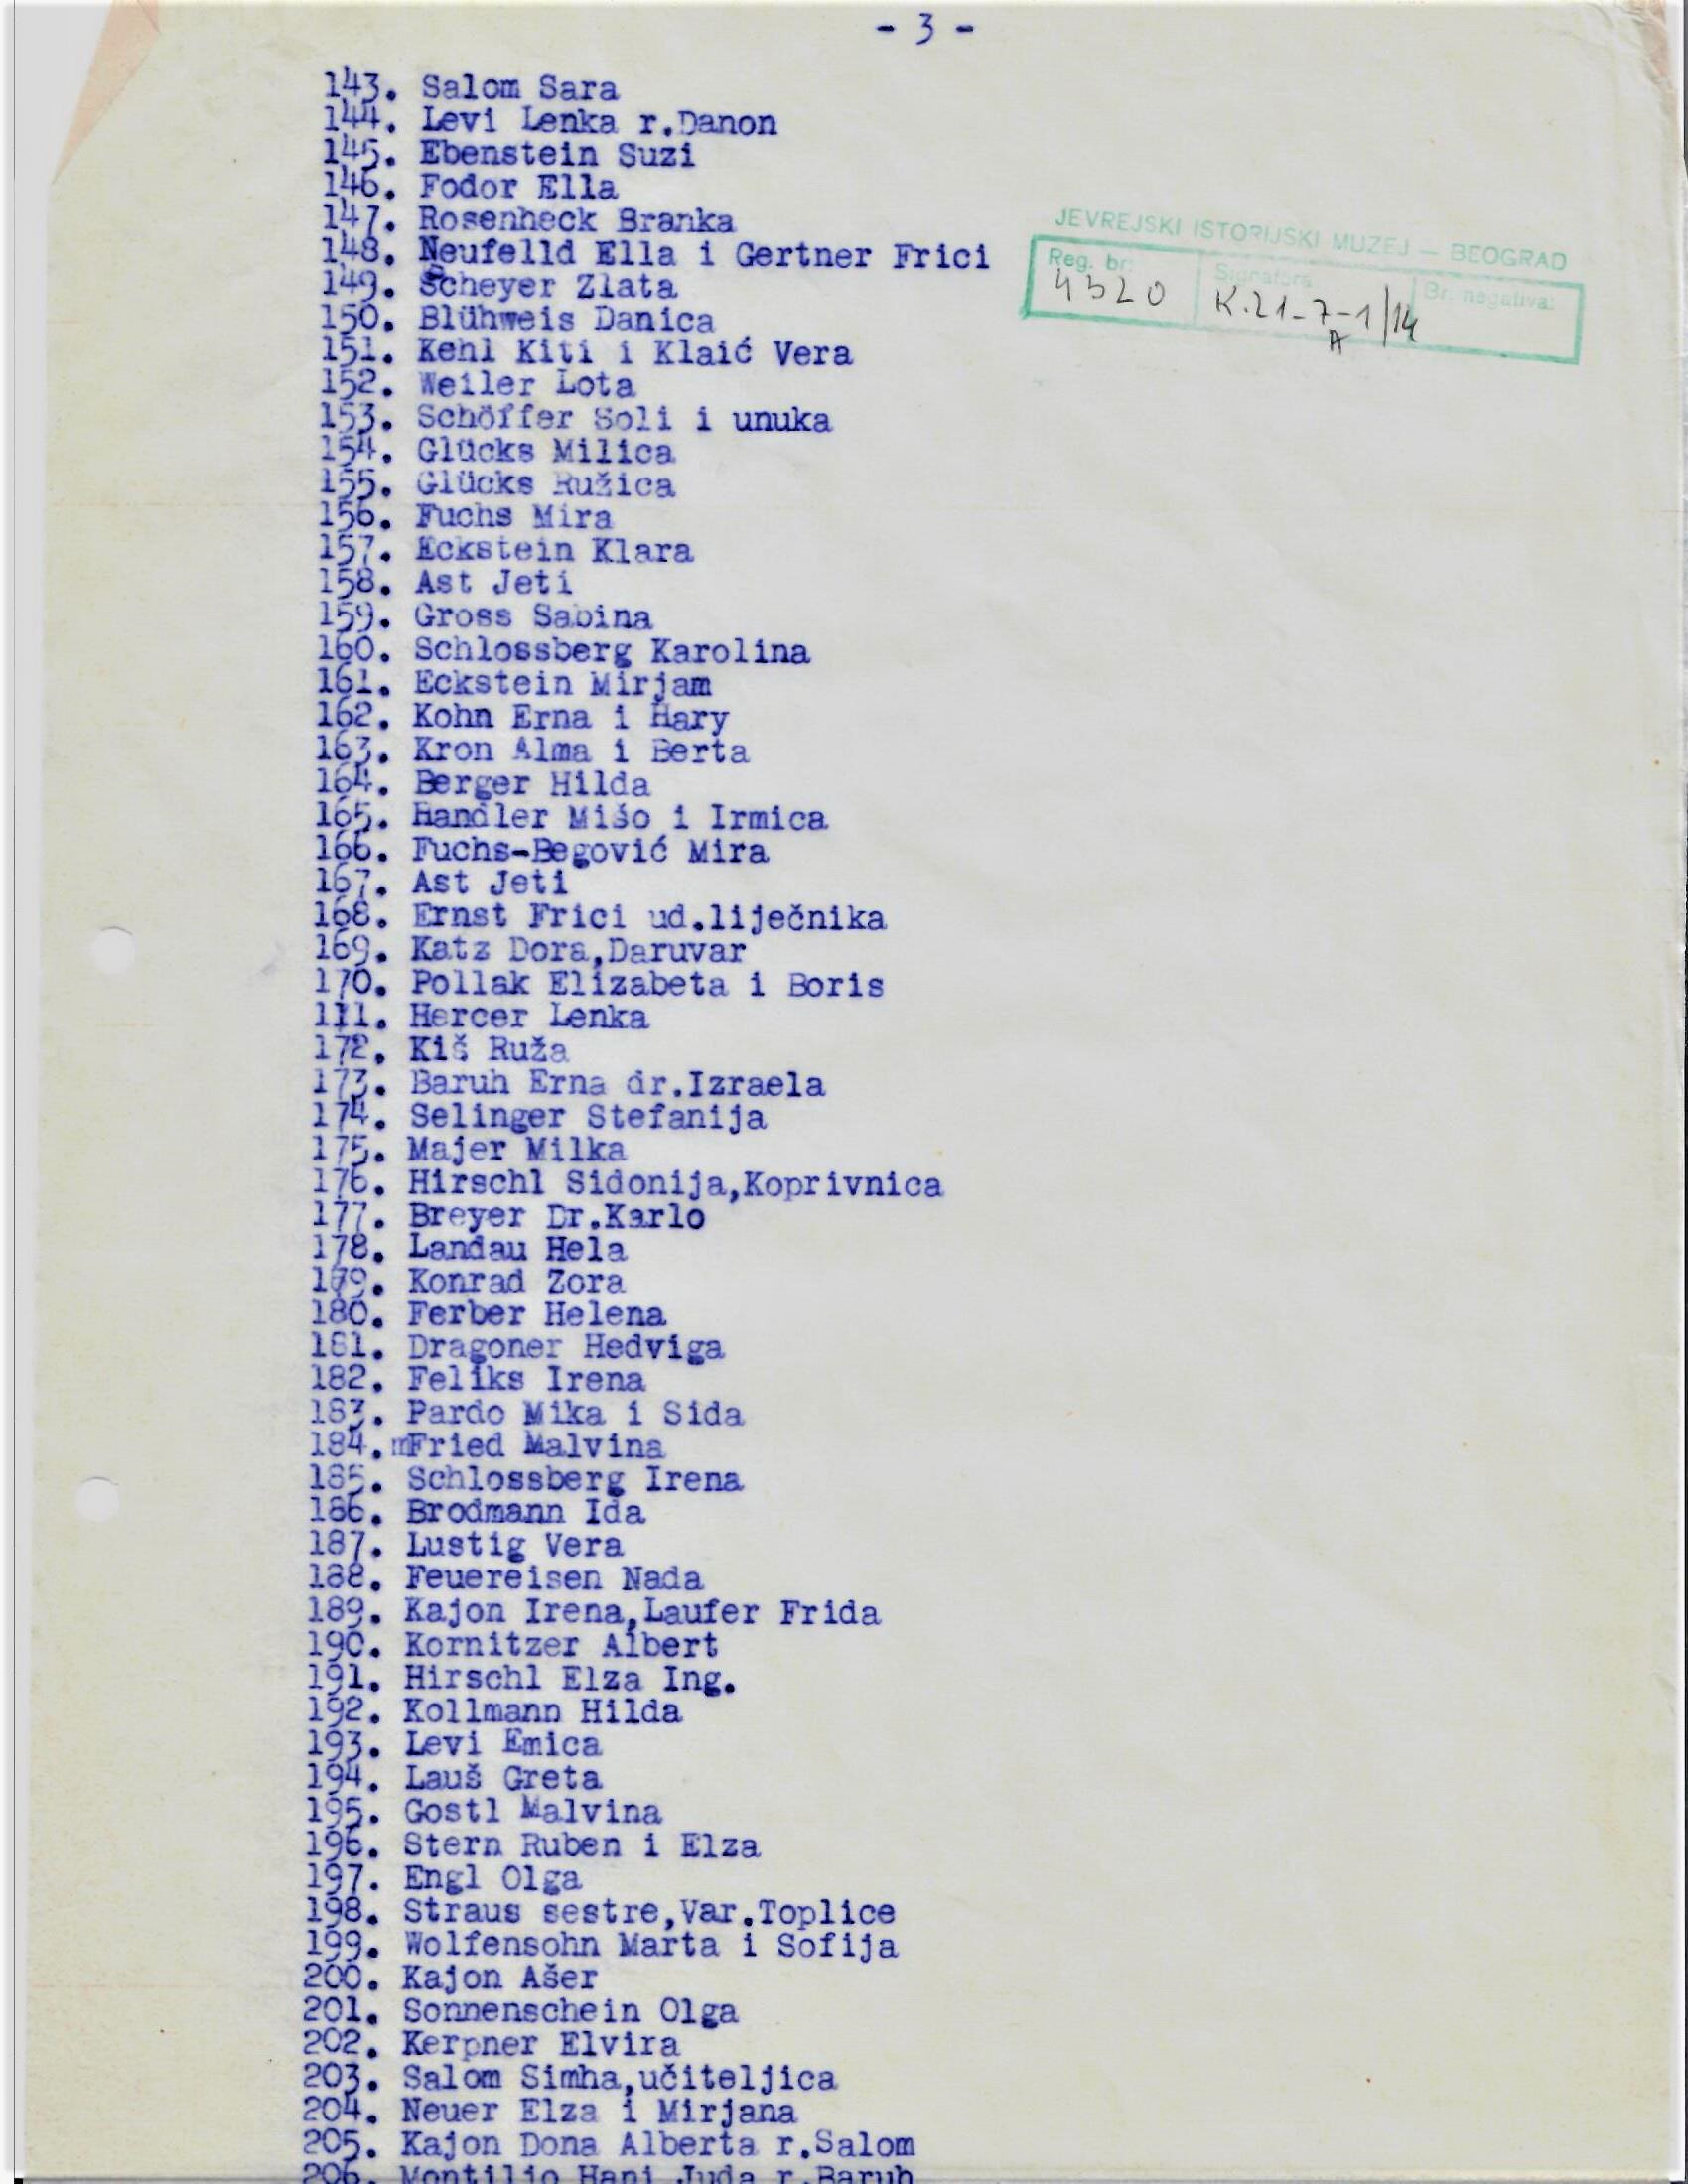 - 3 -
143. Salom Sara
144. Levi Lenka r.Danon
145. Ebenstein Suzi
146. Fodor Ella
147. Rosenheck Branka
148. Neufelld Ella i Gertner Frici
149. Scheyer Zlata
150. Blühweis Danica
151. Kehl Kiti i Klaić Vera
152. Weiler Lota
153. Schöffer Soli i unuka
154. Glücks Milica
155. Glücks Ružica
156. Fuchs Mira
157. Eckstein Klara
158. Ast Jeti
159. Gross Sabina
160. Schlossberg Karolina
161. Eckstein Mirjam
162. Kohn Erna i Hary
163. Kron Alma i Berta
164. Berger Hilda
165. Handler Mišo i Irmica
166. Fuchs-Begović Mira
167. Ast Jeti
168. Ernst Frici ud.liječnika
169. Katz Dora,Daruvar
170. Pollak Elizabeta i Boris
171. Hercer Lenka
172. Kiš Ruža
173. Baruh Erna dr.Izraela
174. Selinger Stefanija
175. Majer Milka
176. Hirschl Sidonija,Koprivnica
177. Breyer Dr.Karlo
178. Landau Hela
179. Konrad Zora
180. Ferber Helena
181. Dragoner Hedviga
182. Feliks Irena
183. Pardo Mika i Sida
184.mFried Malvina
185. Schlossberg Irena
186. Brodmann Ida
187. Lustig Vera
188. Feuereisen Nada
189. Kajon Irena,Laufer Frida
190. Kornitzer Albert
191. Hirschl Elza Ing.
192. Kollmann Hilda
193. Levi Emica
194. Lauš Greta
195. Gostl Malvina
196. Stern Ruben i Elza
197. Engl Olga
198. Straus sestre,Var.Toplice
199. Wolfensohn Marta i Sofija
200. Kajon Ašer
201. Sonnenschein Olga
202. Kerpner Elvira
203. Salom Simha,učiteljica
204. Neuer Elza i Mirjana
205. Kajon Dona Alberta r.Salom
206. Montiljo Hani Juda r.Baruh
JEVREJSKI ISTORIJSKI MUZEJ — BEOGRAD
Reg. br. Signatura Br. negativa:
4320 K.21-7-1/14
A